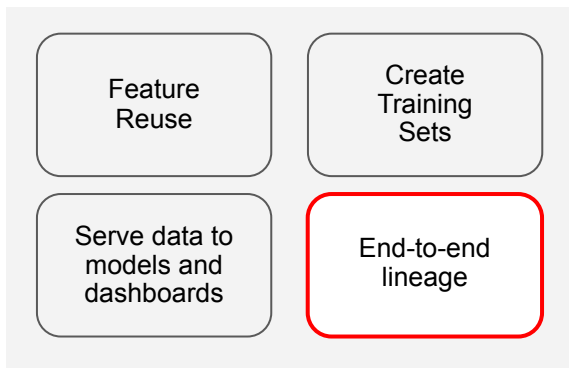 Feature
Reuse
Create
Training
Sets
Serve data to
models and
dashboards
End-to-end
lineage